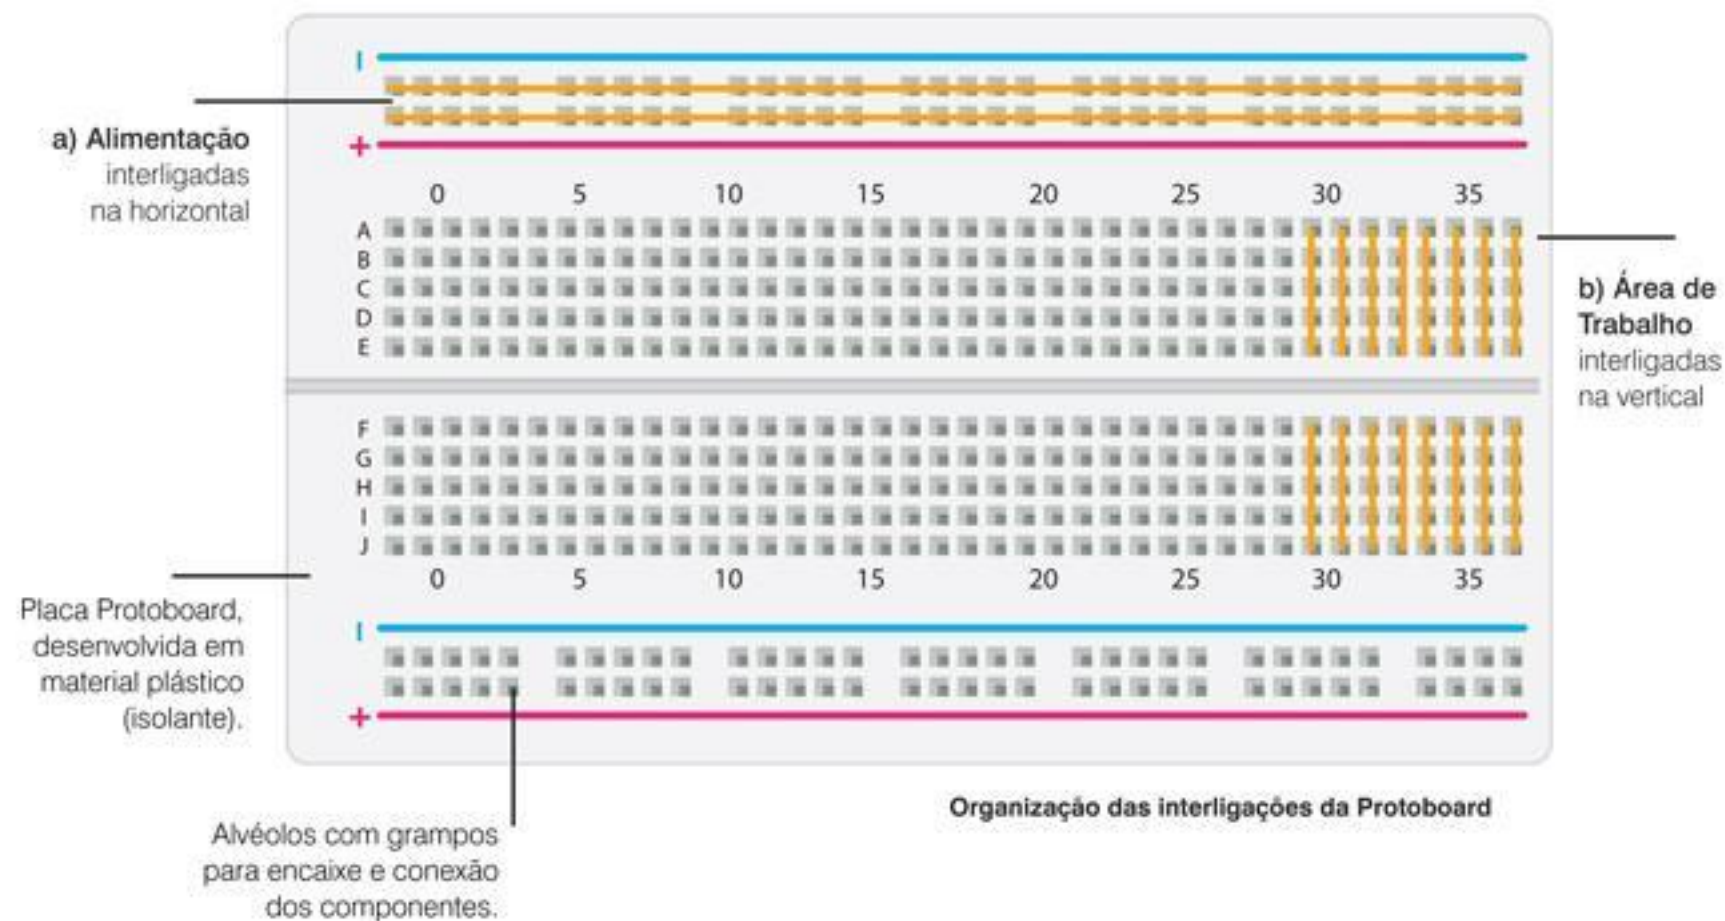 –
+
a) Alimentação
interligadas
na horizontal
0 5 10 15 20 25 30 35
A
B
C
D
E
b) Área de
Trabalho
interligadas
na vertical
F
G
H
I
J
0 5 10 15 20 25 30 35
Placa Protoboard,
desenvolvida em
material plástico
(isolante).
–
+
Organização das interligações da Protoboard
Alvéolos com grampos
para encaixe e conexão
dos componentes.